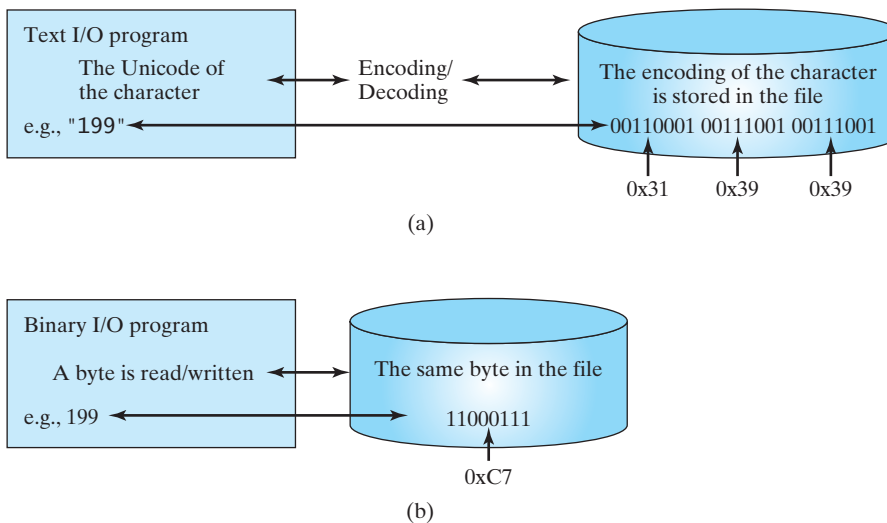 Text I/O program
The Unicode of
the character
e.g., "199"
Encoding/
Decoding
The encoding of the character
is stored in the file
00110001 00111001 00111001
0x31 0x39 0x39
(a)
Binary I/O program
A byte is read/written
e.g., 199
The same byte in the file
11000111
0xC7
(b)